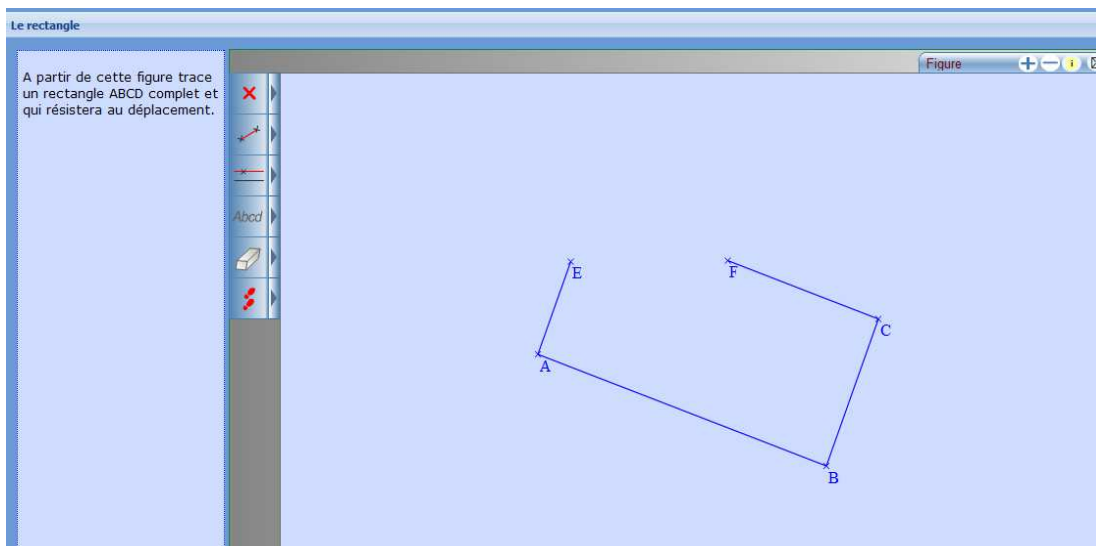 Le rectangle
A partir de cette figure trace
un rectangle ABCD complet et
qui résistera au déplacement.
Figure
Abcd
E
F
C
A
B